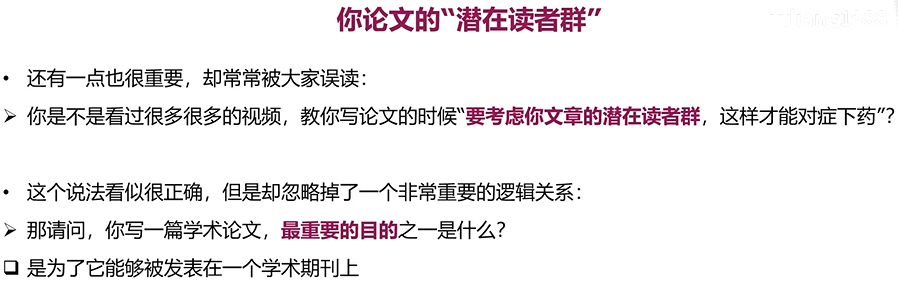 你论文的“潜在读者群”
• 还有一点也很重要，却常常被大家误读：
➢ 你是不是看过很多很多的视频，教你写论文的时候“要考虑你文章的潜在读者群，这样才能对症下药”？
• 这个说法看似很正确，但是却忽略掉了一个非常重要的逻辑关系：
➢ 那请问，你写一篇学术论文，最重要的目的之一是什么？
❑ 是为了它能够被发表在一个学术期刊上